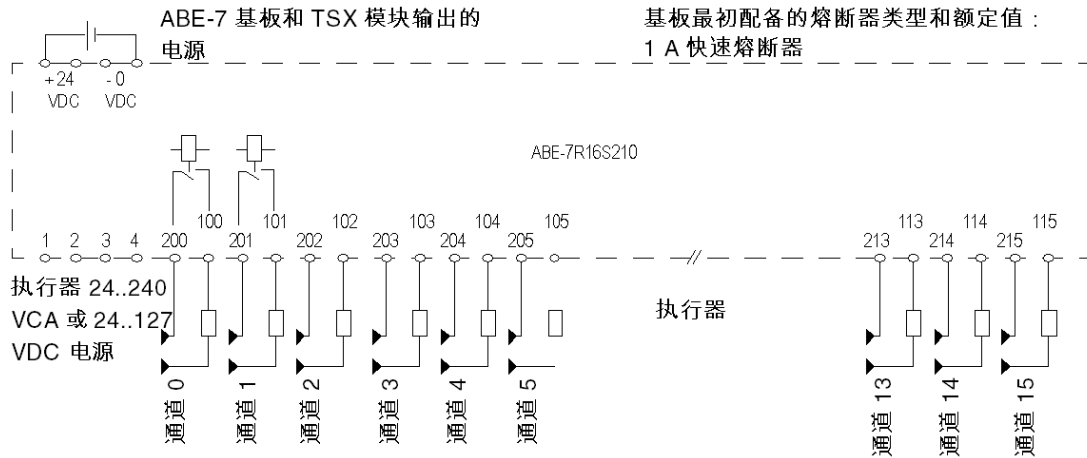 ABE-7 基板和 TSX 模块输出的
电源
基板最初配备的熔断器类型和额定值：
1 A 快速熔断器
+24 -0
VDC VDC
ABE-7R16S210
100 101 102 103 104 105 113 114 115
1 2 3 4 200 201 202 203 204 205 213 214 215
执行器 24..240
VCA 或 24..127
VDC 电源
执行器
通道 0
通道 1
通道 2
通道 3
通道 4
通道 5
通道 13
通道 14
通道 15